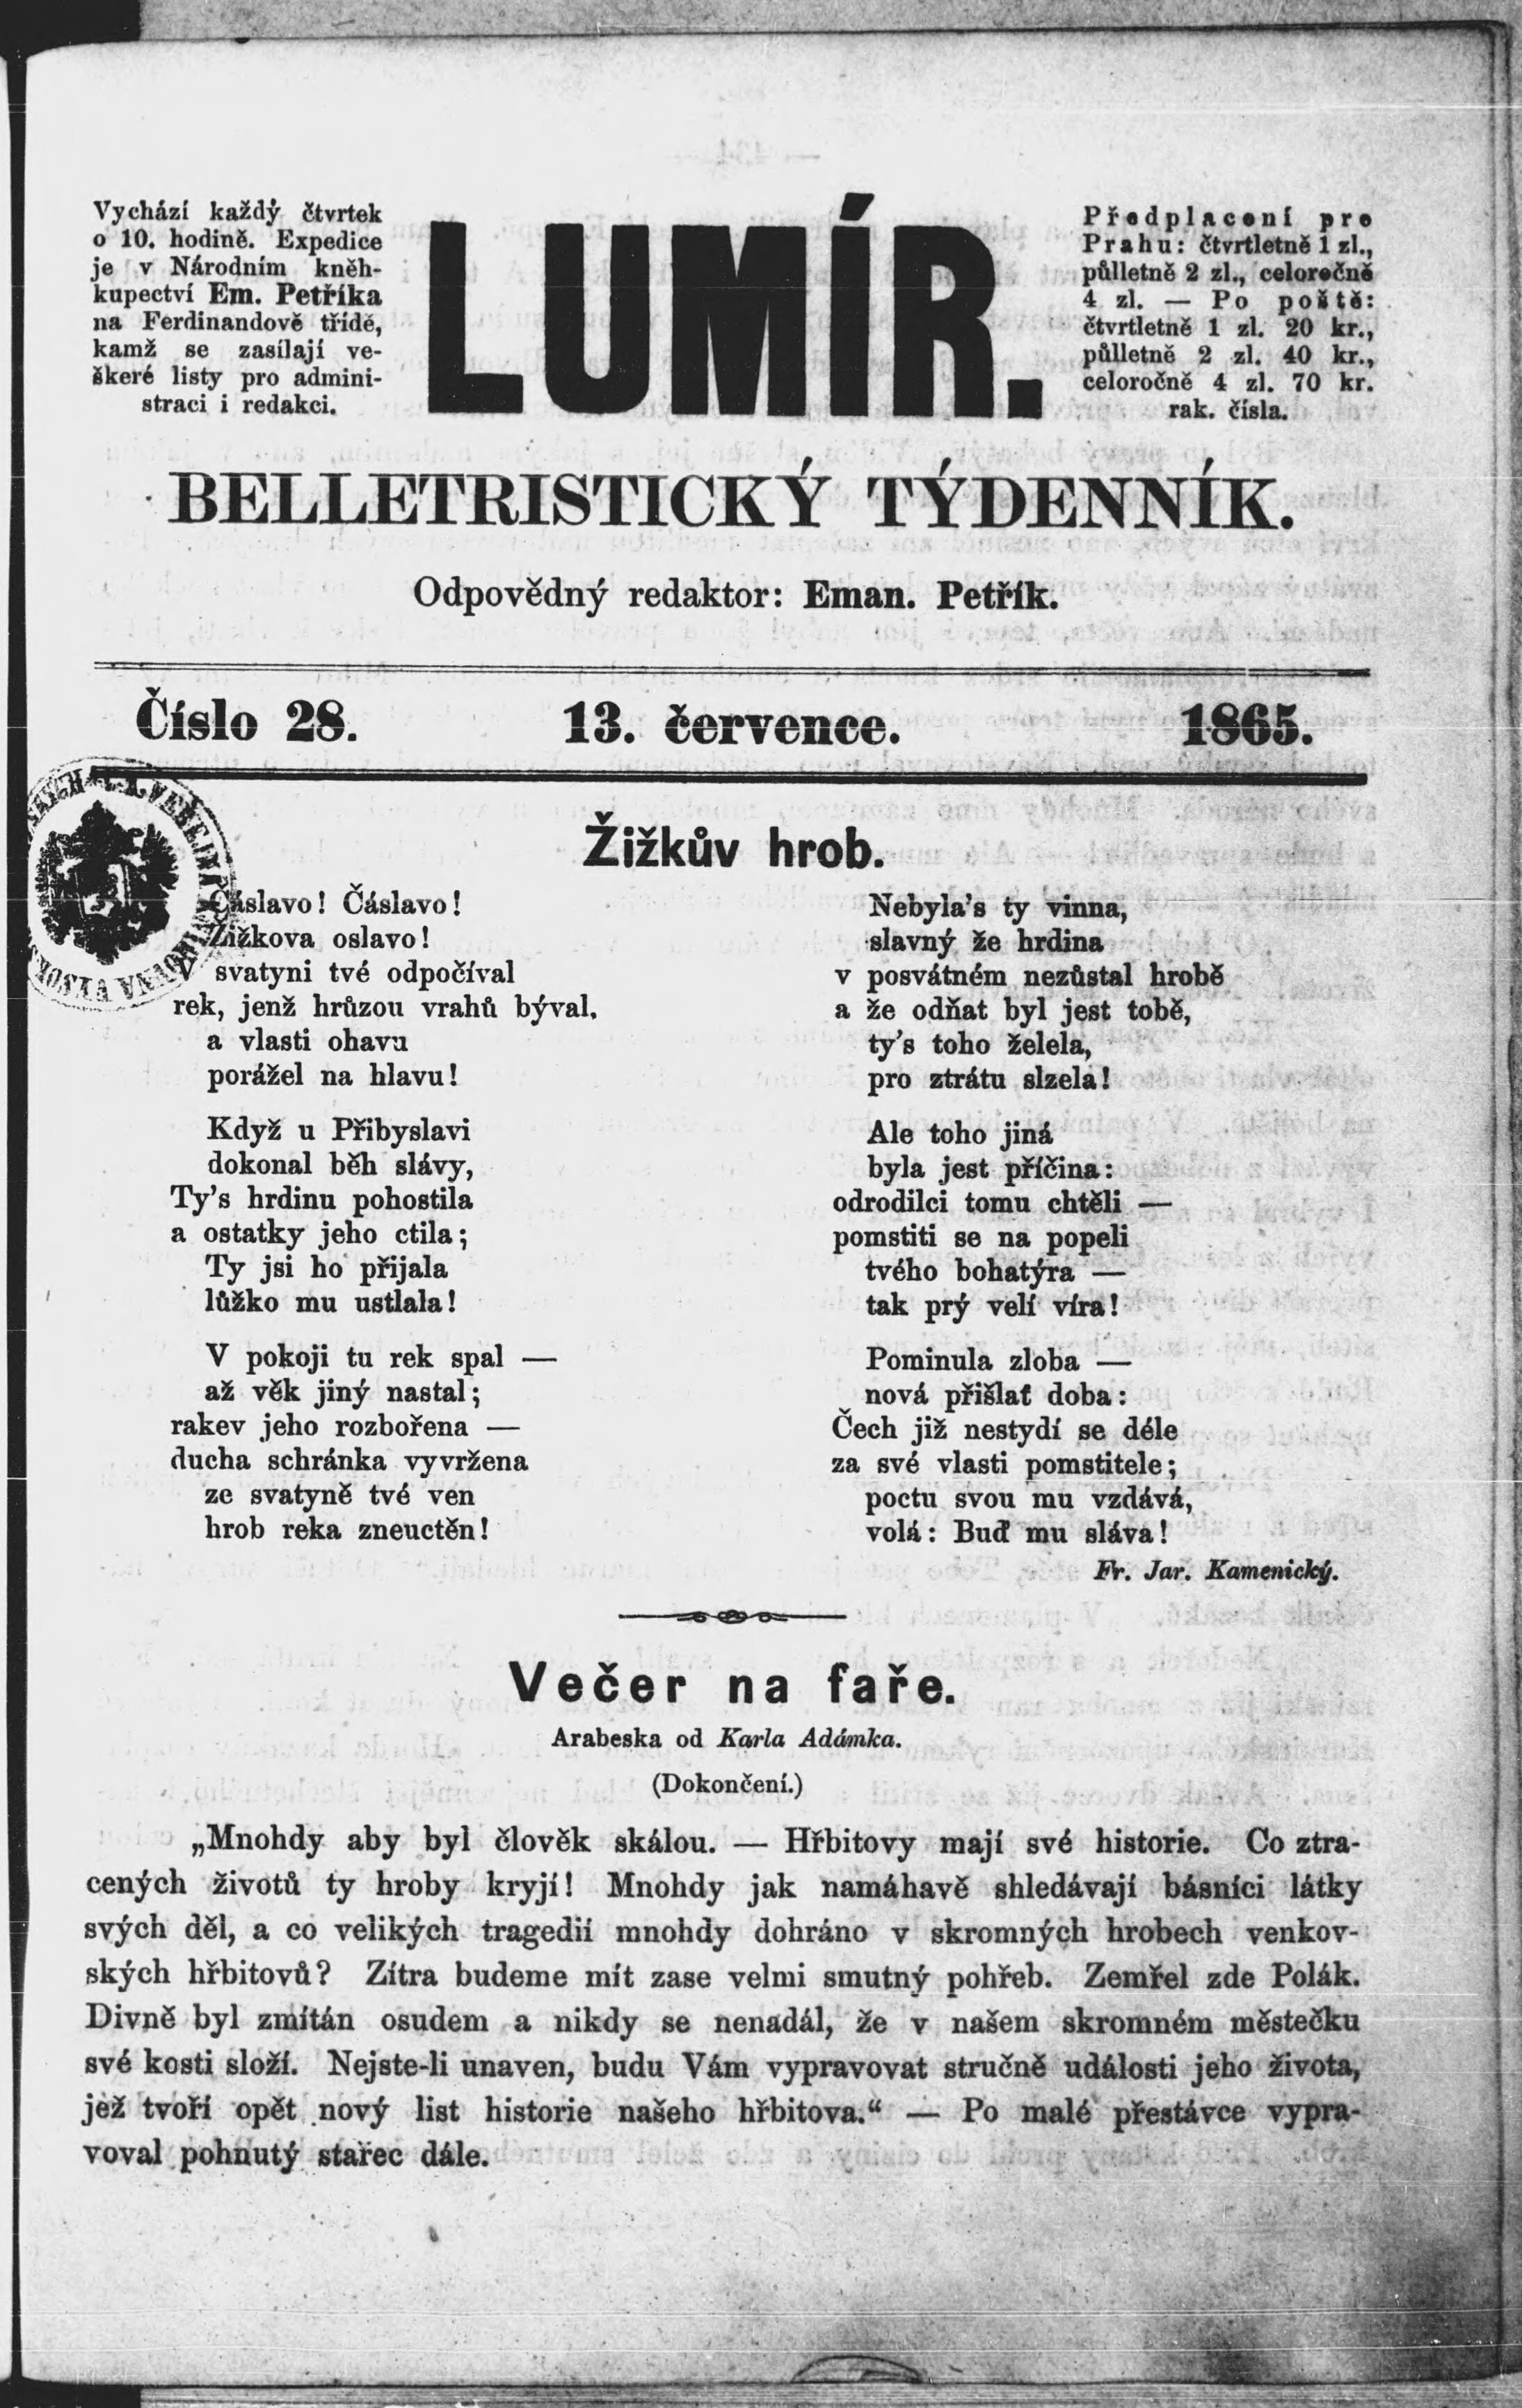 Vychází každý čtvrtek
o 10. hodině. Expedice
je v Národním kněh-
kupectví Em. Petříka
na Ferdinandově třídě,
kamž se zasílají ve-
škeré listy pro admini-
straci i redakci.
LUMÍR.
Předplacení pro
Prahu: čtvrtletně 1 zl.,
půlletně 2 zl., celoročně
4 zl. — Po poště:
čtvrtletně 1 zl. 20 kr.,
půlletně 2 zl. 40 kr.,
celoročně 4 zl. 70 kr.
rak. čísla.
BELLETRISTICKÝ TÝDENNÍK.
Odpovědný redaktor: Eman. Petřík.
Číslo 28. 13. července. 1865.
Žižkův hrob.
Čáslavo! Čáslavo!
Žižkova oslavo!
V svatyni tvé odpočíval
rek, jenž hrůzou vrahů býval,
a vlasti ohavu
porážel na hlavu!
Když u Přibyslavi
dokonal běh slávy,
Ty's hrdinu pohostila
a ostatky jeho ctila;
Ty jsi ho přijala
lůžko mu ustlala!
V pokoji tu rek spal —
až věk jiný nastal;
rakev jeho rozbořena —
ducha schránka vyvržena
ze svatyně tvé ven
hrob reka zneuctěn!
Nebyla's ty vinna,
slavný že hrdina
v posvátném nezůstal hrobě
a že odňat byl jest tobě,
ty's toho želela,
pro ztrátu slzela!
Ale toho jiná
byla jest příčina:
odrodilci tomu chtěli —
pomstiti se na popeli
tvého bohatýra —
tak prý velí víra!
Pominula zloba —
nová přišlať doba:
Čech již nestydí se déle
za své vlasti pomstitele;
poctu svou mu vzdává,
volá: Buď mu sláva!
Fr. Jar. Kamenický.
Večer na faře.
Arabeska od Karla Adámka.
(Dokončení.)
„Mnohdy aby byl člověk skálou. — Hřbitovy mají své historie. Co ztra-
cených životů ty hroby kryjí! Mnohdy jak namáhavě shledávají básníci látky
svých děl, a co velikých tragedií mnohdy dohráno v skromných hrobech venkov-
ských hřbitovů? Zítra budeme mít zase velmi smutný pohřeb. Zemřel zde Polák.
Divně byl zmítán osudem a nikdy se nenadál, že v našem skromném městečku
své kosti složí. Nejste-li unaven, budu Vám vypravovat stručně události jeho života,
jež tvoří opět nový list historie našeho hřbitova.“ — Po malé přestávce vypra-
voval pohnutý stařec dále.